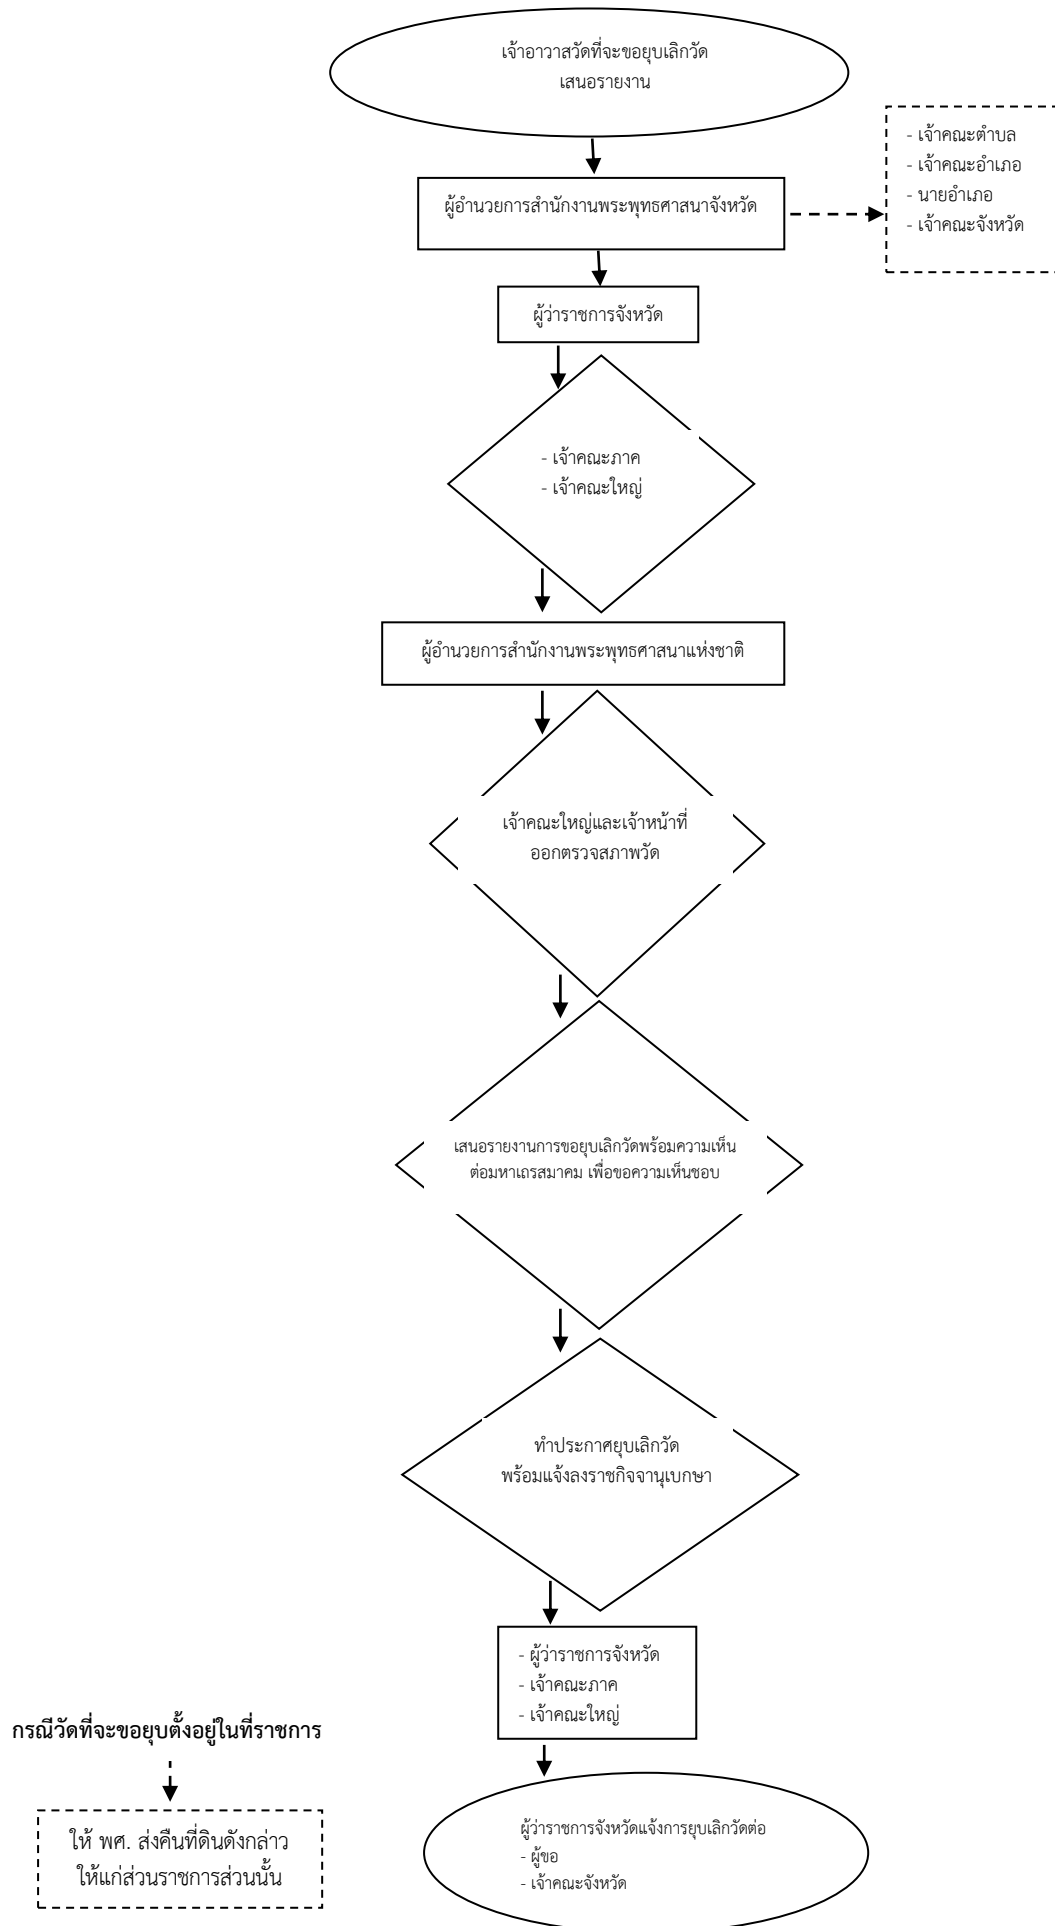 เจ้าอาวาสวัดที่จะขอยุบเลิกวัด
เสนอรายงาน
ผู้อำนวยการสำนักงานพระพุทธศาสนาจังหวัด
- เจ้าคณะตำบล
- เจ้าคณะอำเภอ
- นายอำเภอ
- เจ้าคณะจังหวัด
ผู้ว่าราชการจังหวัด
- เจ้าคณะภาค
- เจ้าคณะใหญ่
ผู้อำนวยการสำนักงานพระพุทธศาสนาแห่งชาติ
เจ้าคณะใหญ่และเจ้าหน้าที่
ออกตรวจสภาพวัด
เสนอรายงานการขอยุบเลิกวัดพร้อมความเห็น
ต่อมหาเถรสมาคม เพื่อขอความเห็นชอบ
ทำประกาศยุบเลิกวัด
พร้อมแจ้งลงราชกิจจานุเบกษา
- ผู้ว่าราชการจังหวัด
- เจ้าคณะภาค
- เจ้าคณะใหญ่
กรณีวัดที่จะขอยุบตั้งอยู่ในที่ราชการ
ให้ พศ. ส่งคืนที่ดินดังกล่าว
ให้แก่ส่วนราชการส่วนนั้น
ผู้ว่าราชการจังหวัดแจ้งการยุบเลิกวัดต่อ
- ผู้ขอ
- เจ้าคณะจังหวัด